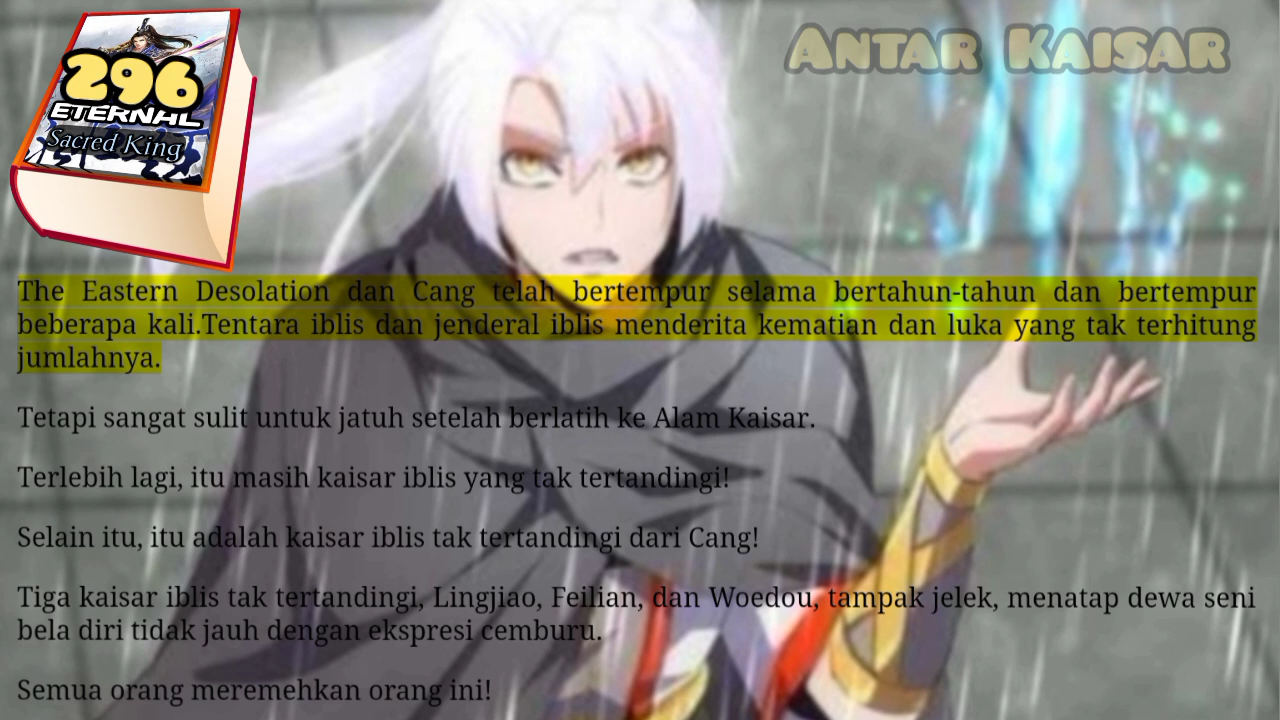 296
ETERNAL
Sacred King
Antar Kaisar
The Eastern Desolation dan Cang telah bertempur selama bertahun-tahun dan bertempur
beberapa kali.Tentara iblis dan jenderal iblis menderita kematian dan luka yang tak terhitung
jumlahnya.
Tetapi sangat sulit untuk jatuh setelah berlatih ke Alam Kaisar.
Terlebih lagi, itu masih kaisar iblis yang tak tertandingi!
Selain itu, itu adalah kaisar iblis tak tertandingi dari Cang!
Tiga kaisar iblis tak tertandingi, Lingjiao, Feilian, dan Woedou, tampak jelek, menatap dewa seni
bela diri tidak jauh dengan ekspresi cemburu.
Semua orang meremehkan orang ini!